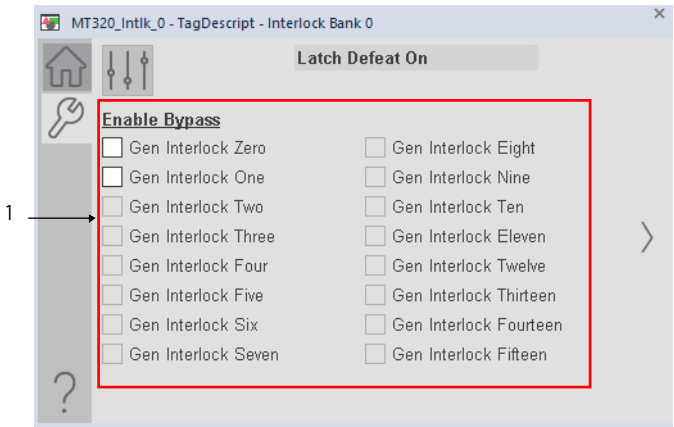 MT320_Intlk_0 - TagDescript - Interlock Bank 0
Latch Defeat On
Enable Bypass
Gen Interlock Zero
Gen Interlock One
Gen Interlock Two
Gen Interlock Three
Gen Interlock Four
Gen Interlock Five
Gen Interlock Six
Gen Interlock Seven
Gen Interlock Eight
Gen Interlock Nine
Gen Interlock Ten
Gen Interlock Eleven
Gen Interlock Twelve
Gen Interlock Thirteen
Gen Interlock Fourteen
Gen Interlock Fifteen
1
?